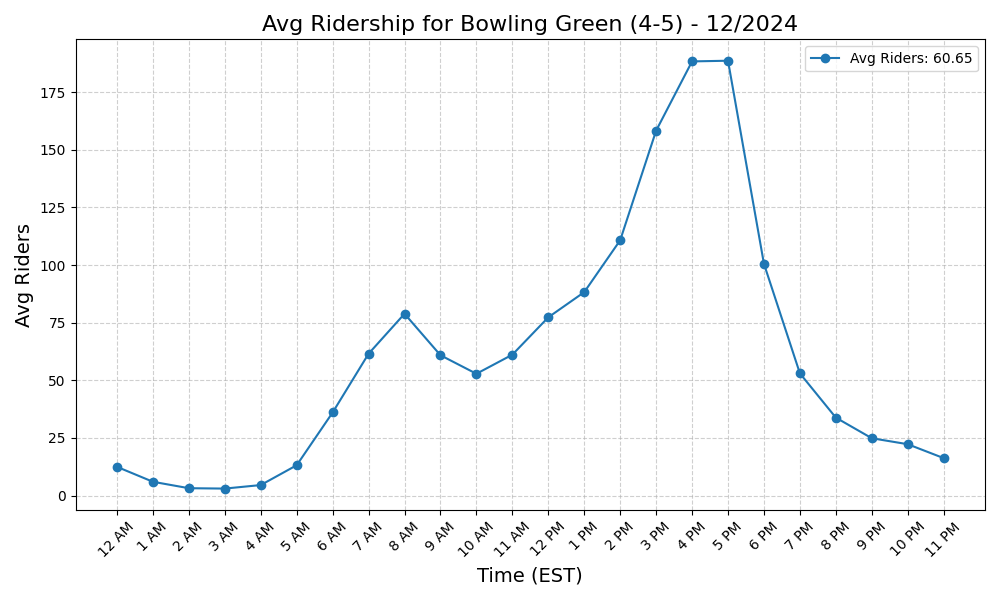 Avg Ridership for Bowling Green (4-5) - 12/2024
Avg Riders: 60.65
Avg Riders
175
150
125
100
75
50
25
0
12 AM
1 AM
2 AM
3 AM
4 AM
5 AM
6 AM
7 AM
8 AM
9 AM
10 AM
11 AM
12 PM
1 PM
2 PM
3 PM
4 PM
5 PM
6 PM
7 PM
8 PM
9 PM
10 PM
11 PM
Time (EST)